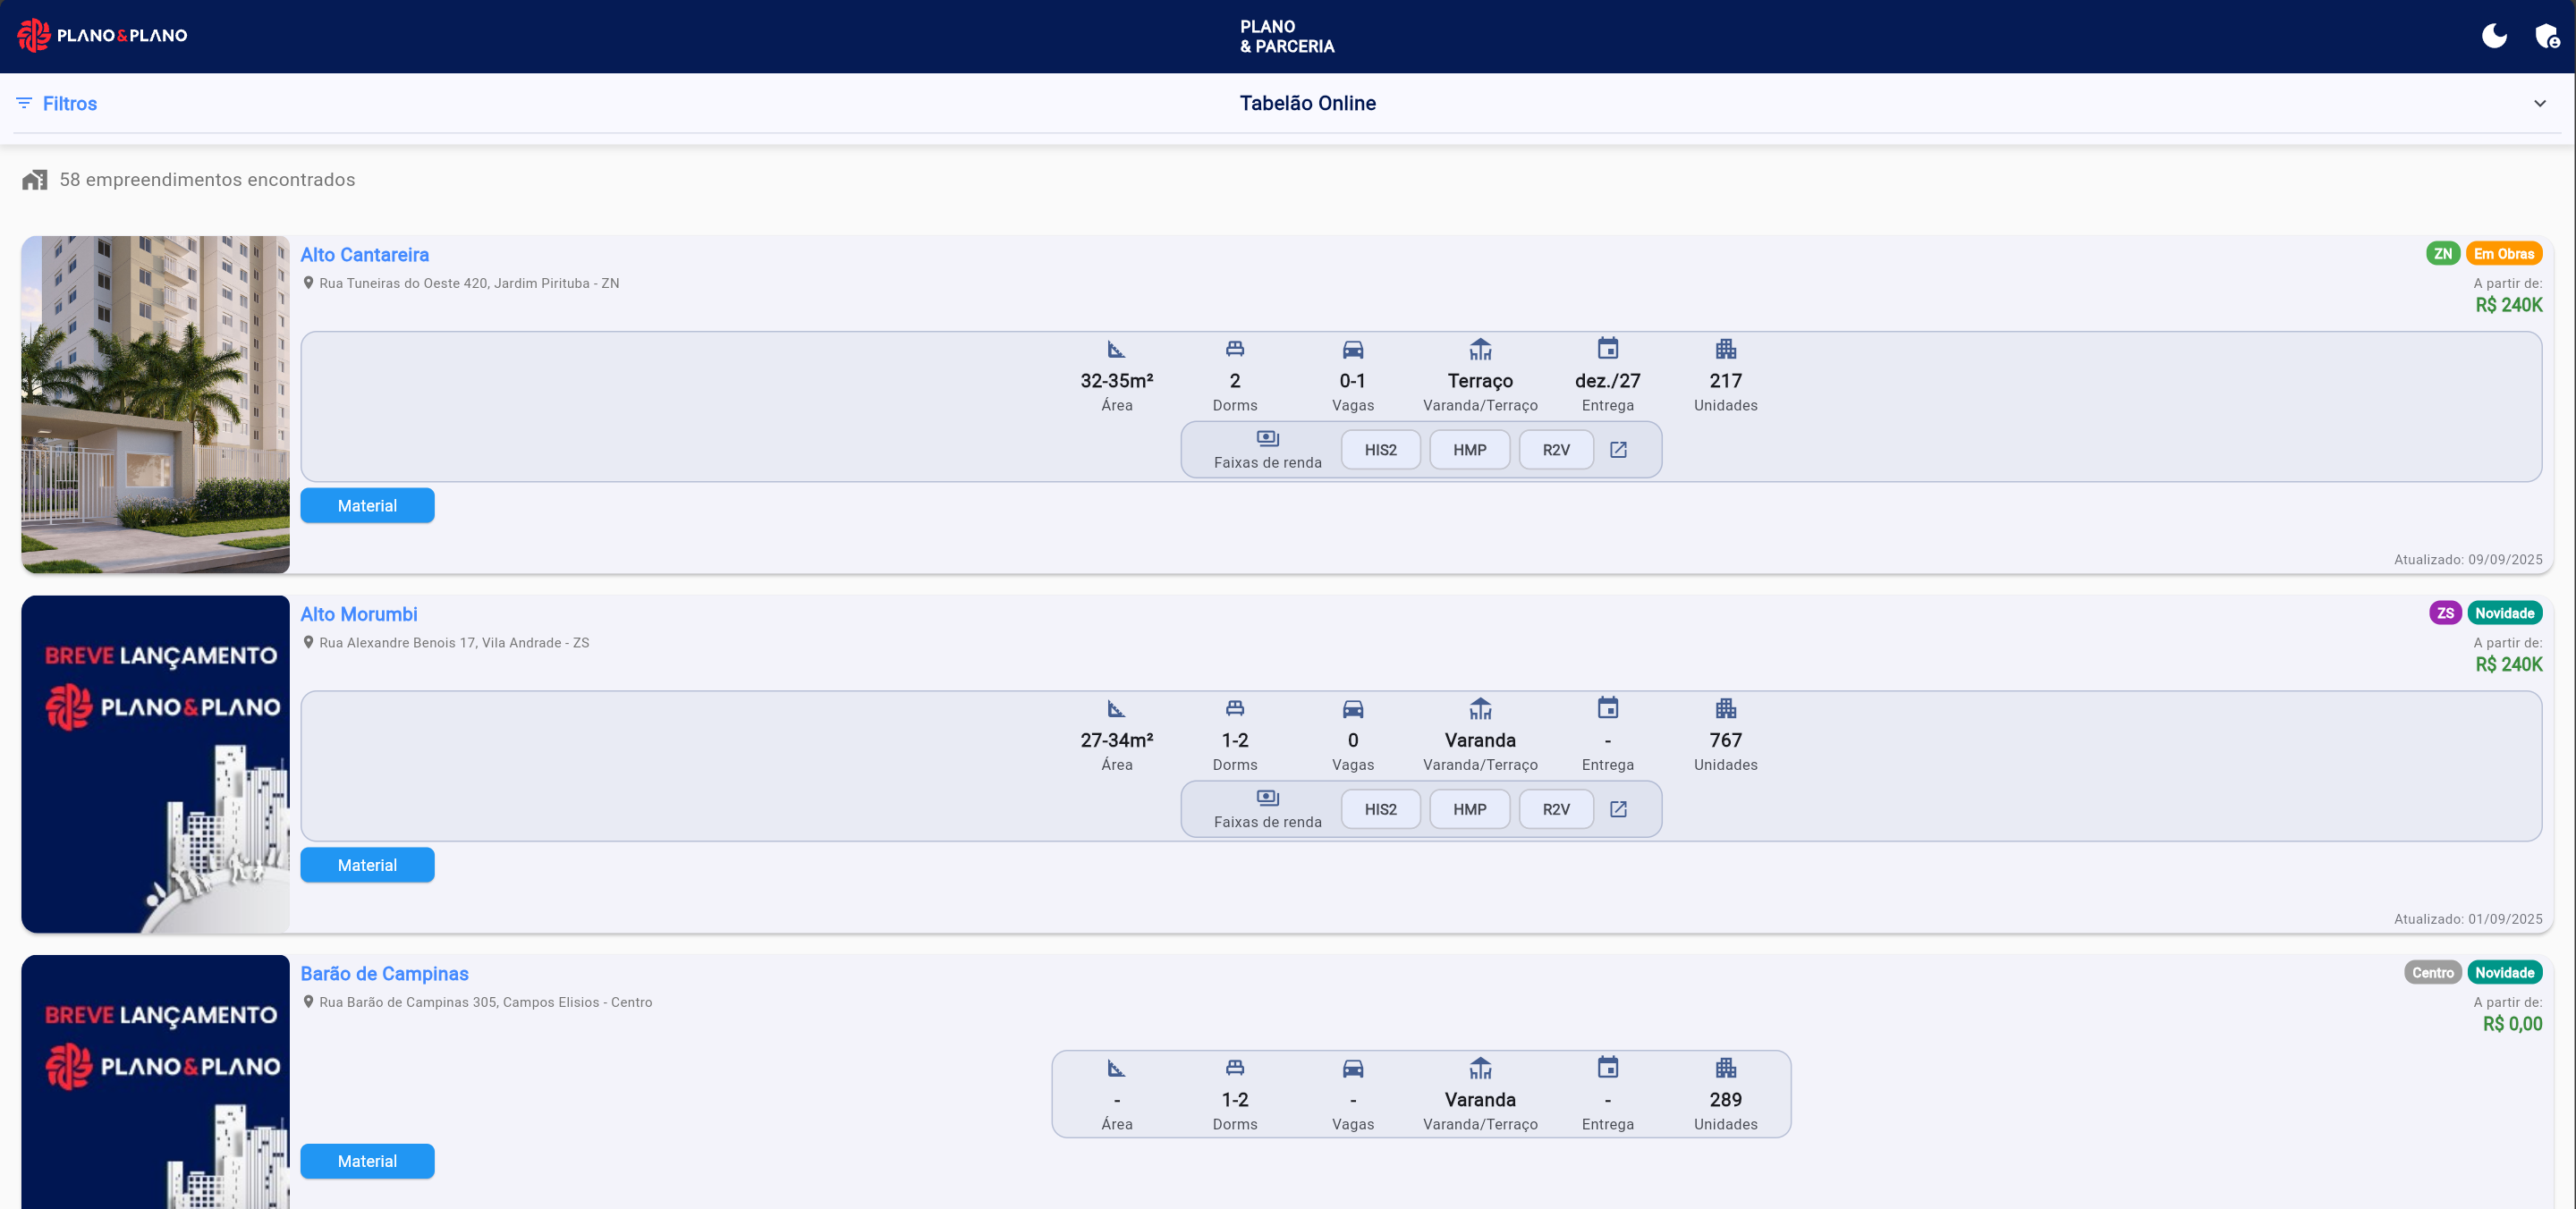 PLANO&PLANO
PLANO
& PARCERIA
Filtros
Tabelão Online
58 empreendimentos encontrados
Alto Cantareira
ZN
Em Obras
Rua Tuneiras do Oeste 420, Jardim Pirituba - ZN
A partir de:
R$ 240K
32-35m² 2 0-1 Terraço dez./27 217
Área Dorms Vagas Varanda/Terraço Entrega Unidades
Faixas de renda HIS2 HMP R2V
Material
Atualizado: 09/09/2025
BREVE LANÇAMENTO
PLANO&PLANO
Alto Morumbi
ZS
Novidade
Rua Alexandre Benois 17, Vila Andrade - ZS
A partir de:
R$ 240K
27-34m² 1-2 0 Varanda - 767
Área Dorms Vagas Varanda/Terraço Entrega Unidades
Faixas de renda HIS2 HMP R2V
Material
Atualizado: 01/09/2025
BREVE LANÇAMENTO
PLANO&PLANO
Barão de Campinas
Centro
Novidade
Rua Barão de Campinas 305, Campos Elisios - Centro
A partir de:
R$ 0,00
- 1-2 - Varanda - 289
Área Dorms Vagas Varanda/Terraço Entrega Unidades
Material